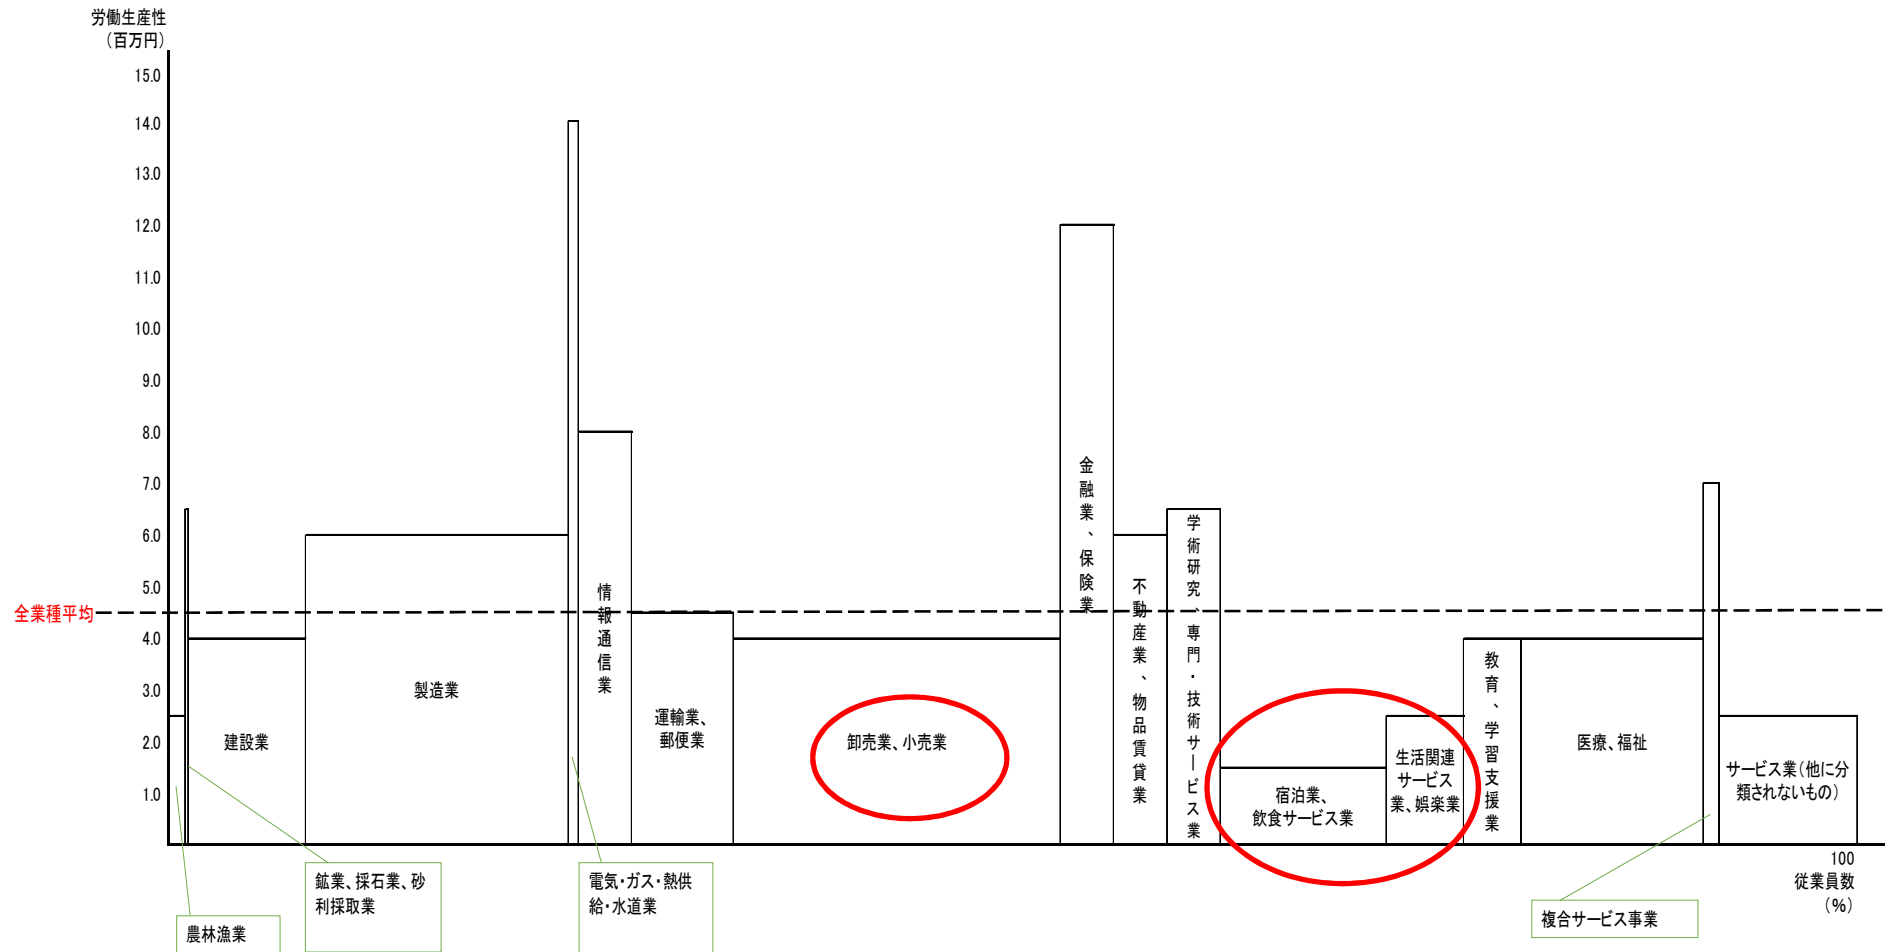 労働生産性
（百万円）
15.0
14.0
13.0
12.0
11.0
10.0
9.0
8.0
7.0
6.0
5.0
全業種平均
4.0
3.0
2.0
1.0
建設業
製造業
情報通信業
運輸業、
郵便業
卸売業、小売業
金融業、保険業
不動産業、物品賃貸業
学術研究、専門・技術サービス業
宿泊業、
飲食サービス業
生活関連
サービス
業、娯楽業
教育、学習支援業
医療、福祉
サービス業（他に分
類されないもの）
100
従業員数
（%）
農林漁業
鉱業、採石業、砂
利採取業
電気・ガス・熱供
給・水道業
複合サービス事業